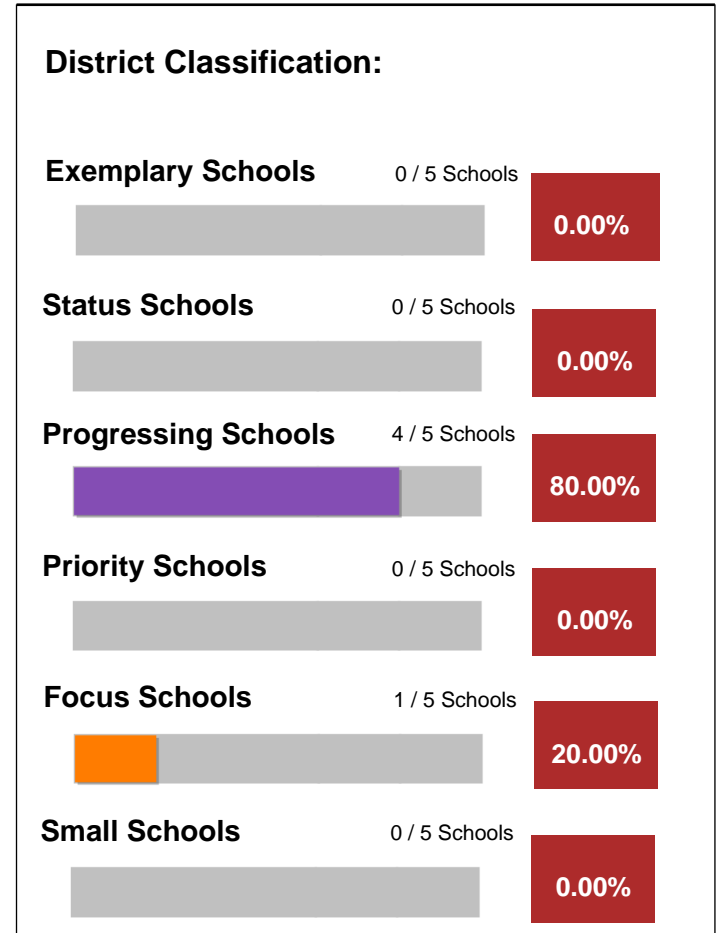 District Classification:
Exemplary Schools 0 / 5 Schools
0.00%
Status Schools 0 / 5 Schools
0.00%
Progressing Schools 4 / 5 Schools
80.00%
Priority Schools 0 / 5 Schools
0.00%
Focus Schools 1 / 5 Schools
20.00%
Small Schools 0 / 5 Schools
0.00%